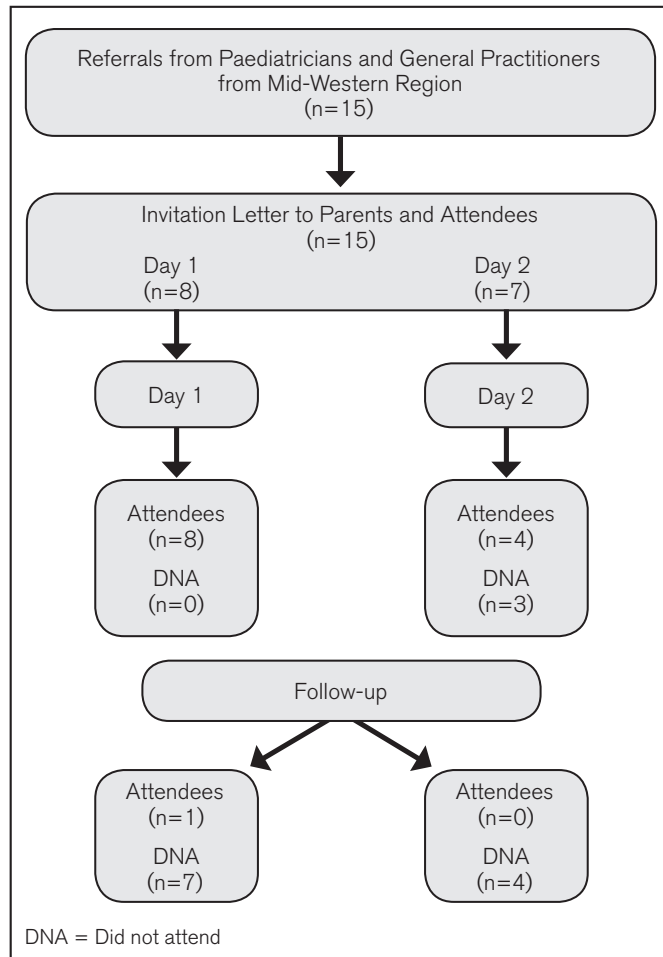 Referrals from Paediatricians and General Practitioners
from Mid-Western Region
(n=15)
Invitation Letter to Parents and Attendees
(n=15)
Day 1
(n=8)
Day 2
(n=7)
Day 1
Day 2
Attendees
(n=8)
DNA
(n=0)
Attendees
(n=4)
DNA
(n=3)
Follow-up
Attendees
(n=1)
DNA
(n=7)
Attendees
(n=0)
DNA
(n=4)
DNA = Did not attend